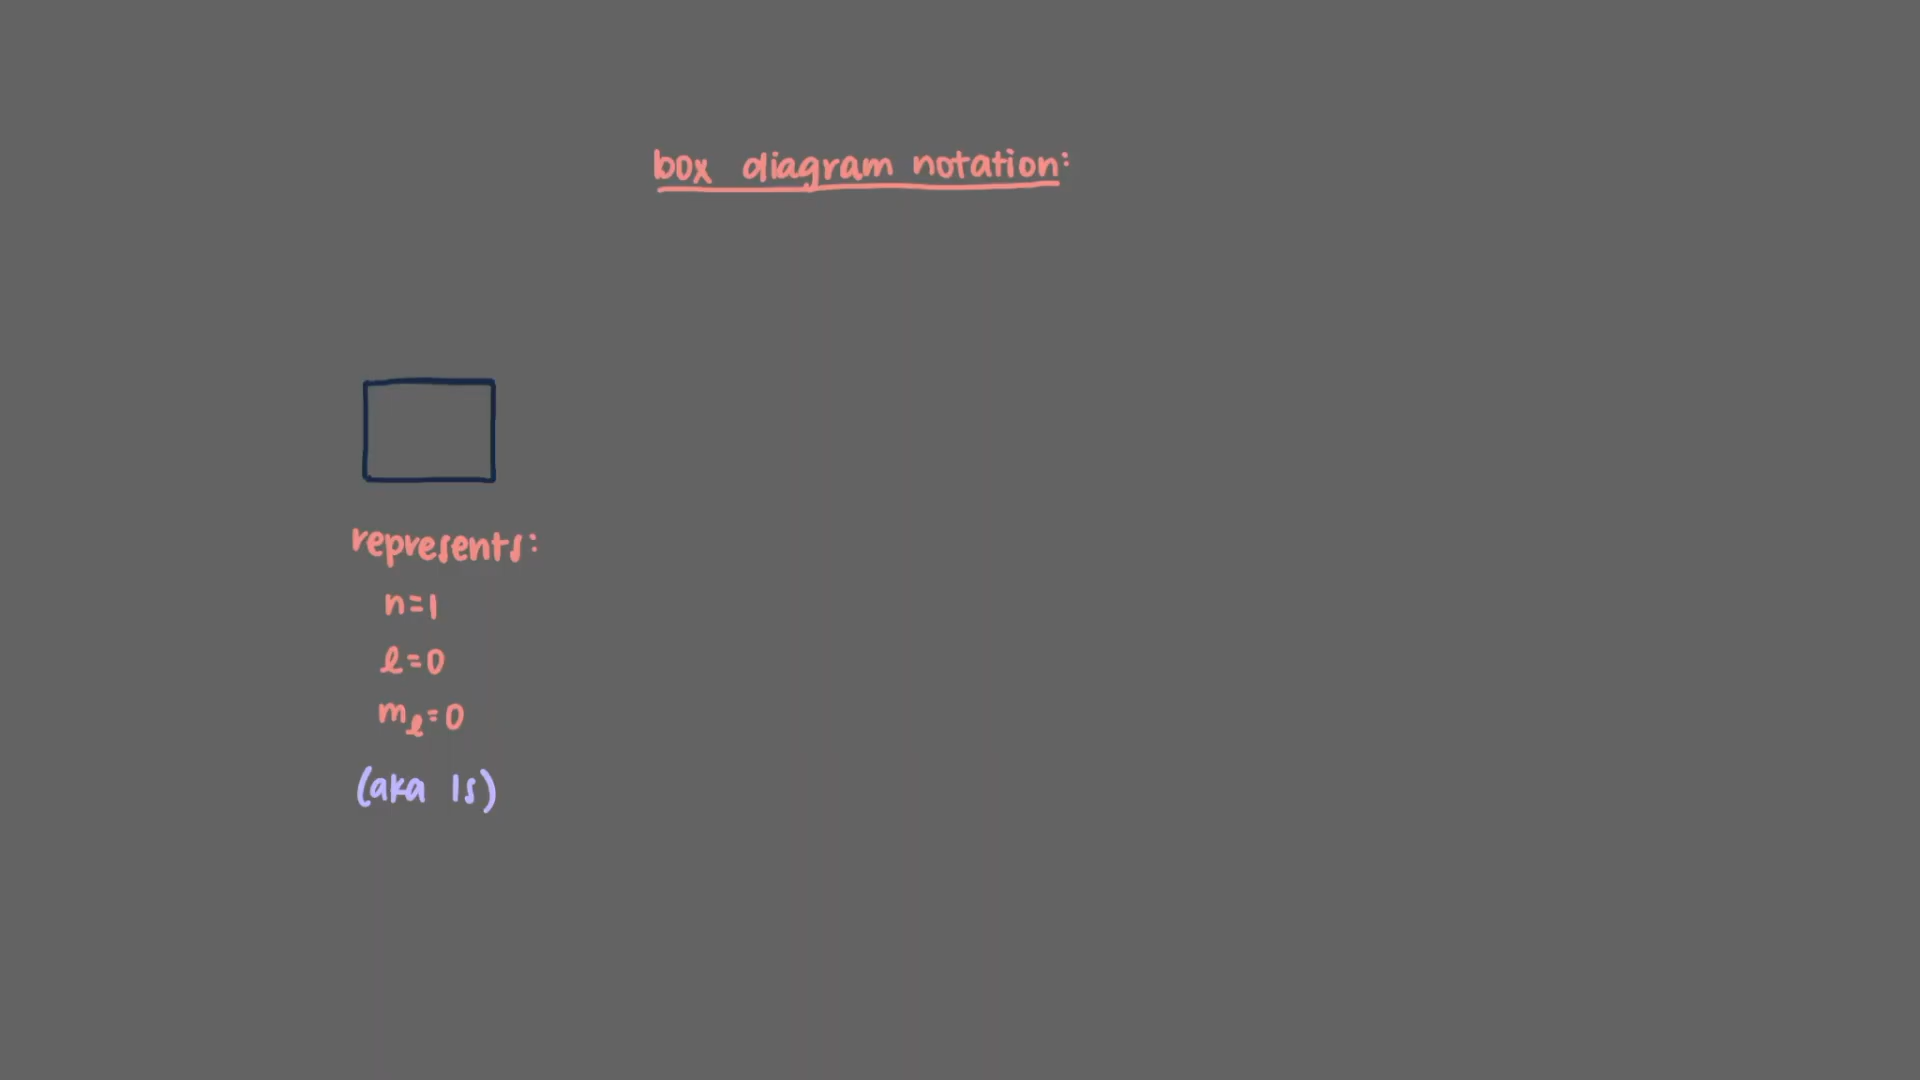 box diagram notation:
represents:
n=1
ℓ=0
mℓ=0
(aka 1s)